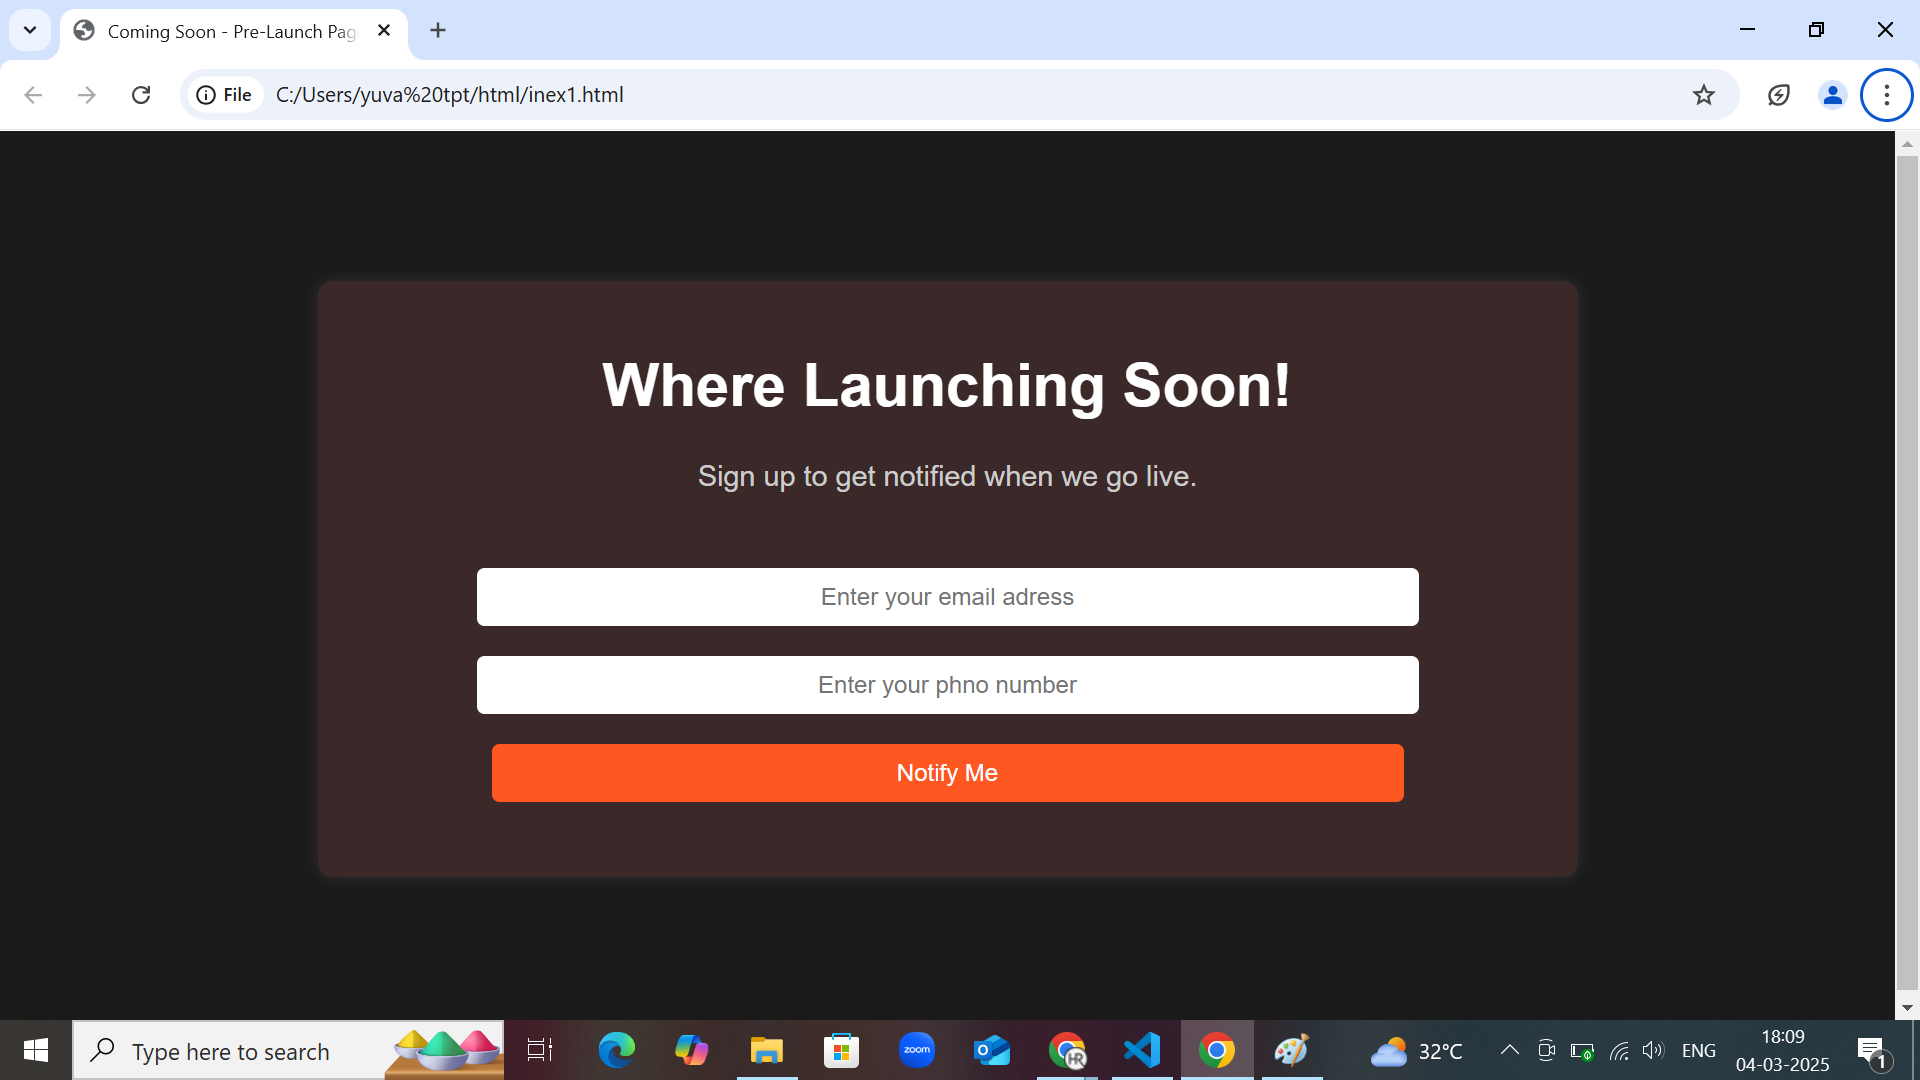 Coming Soon - Pre-Launch Pag
File
C:/Users/yuva%20tpt/html/inex1.html
Where Launching Soon!
Sign up to get notified when we go live.
Enter your email adress
Enter your phno number
Notify Me
Type here to search
zoom
HR
32°C
ENG
18:09
04-03-2025
1